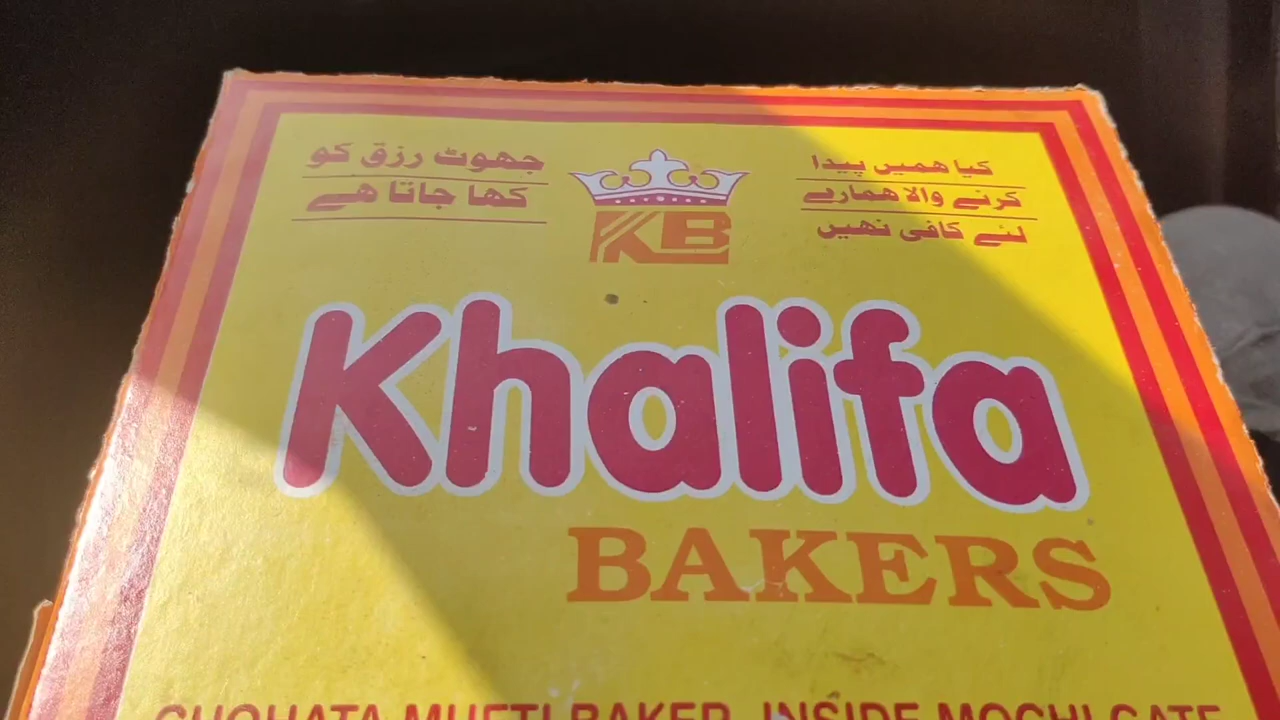 جھوٹ رزق کو
کھا جاتا ھے
KB
کیا ھمیں پیدا
کرنے والا ھمارے
لئے کافی نھیں
Khalifa
BAKERS
CHOHATA MUFTI BAKER, INSIDE MOCHI GATE